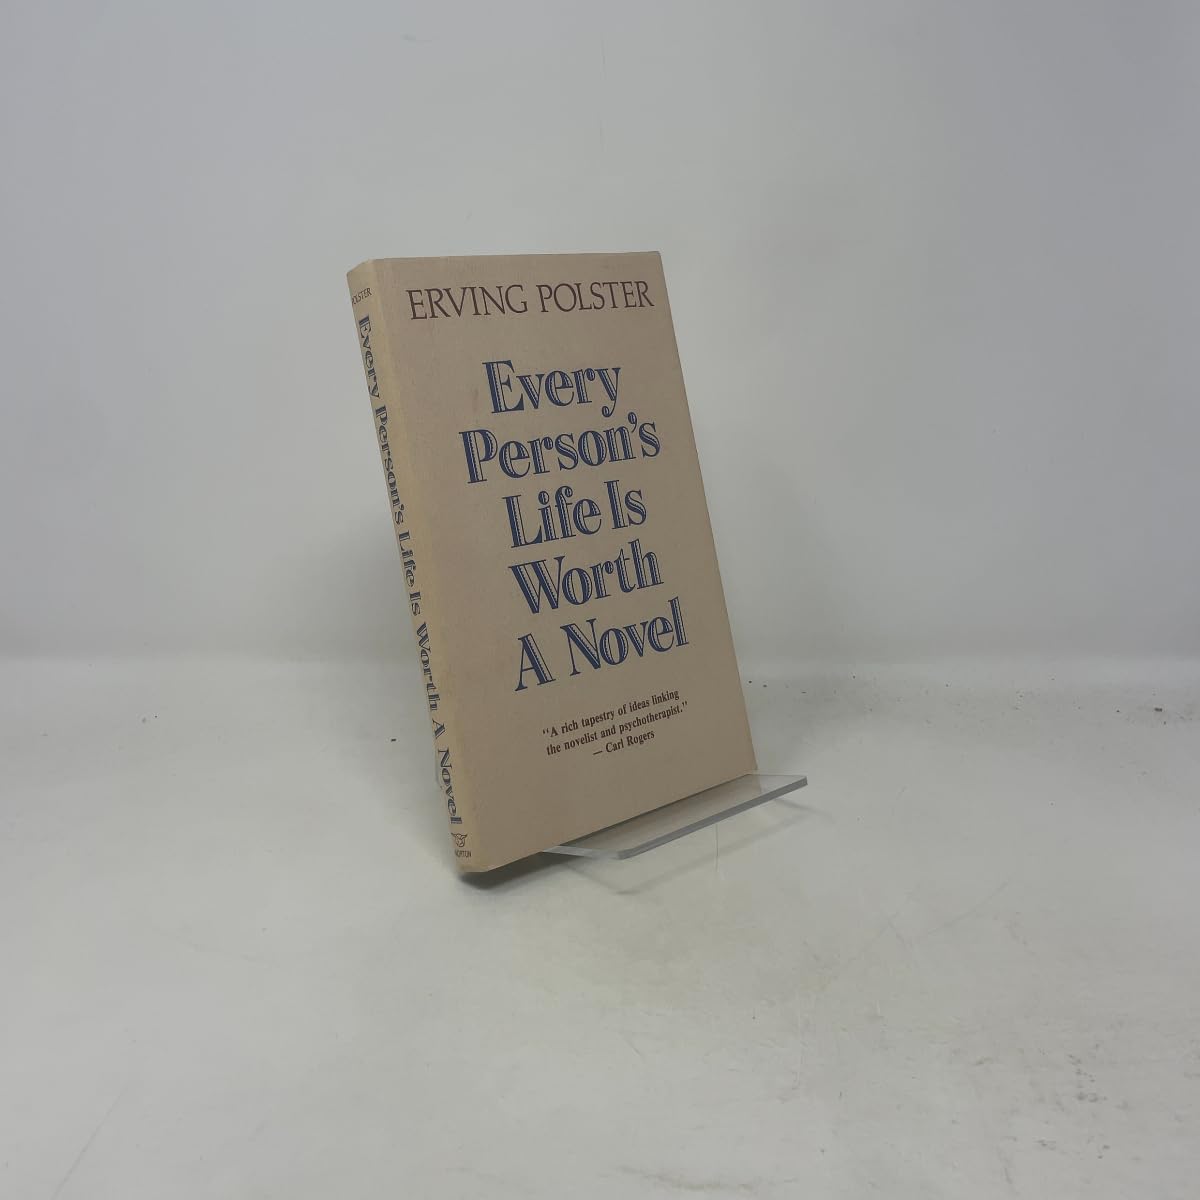 ERVING POLSTER
Every
Person's
Life Is
Worth
A Novel
“A rich tapestry of ideas linking
the novelist and psychotherapist.”
— Carl Rogers
POLSTER
Every Person's Life Is Worth A Novel
NORTON